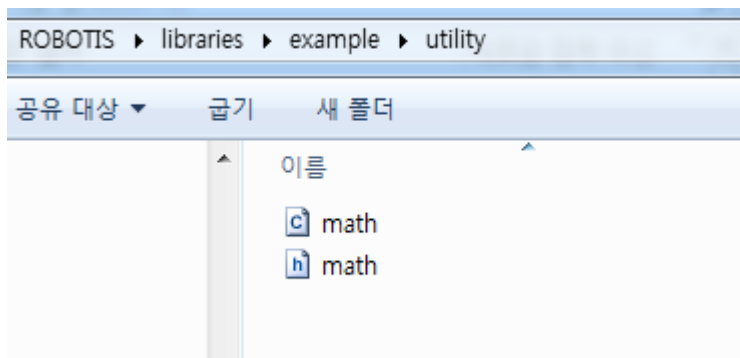 ROBOTIS ▸ libraries ▸ example ▸ utility
공유 대상 ▼ 굽기 새 폴더
이름
c math
h math